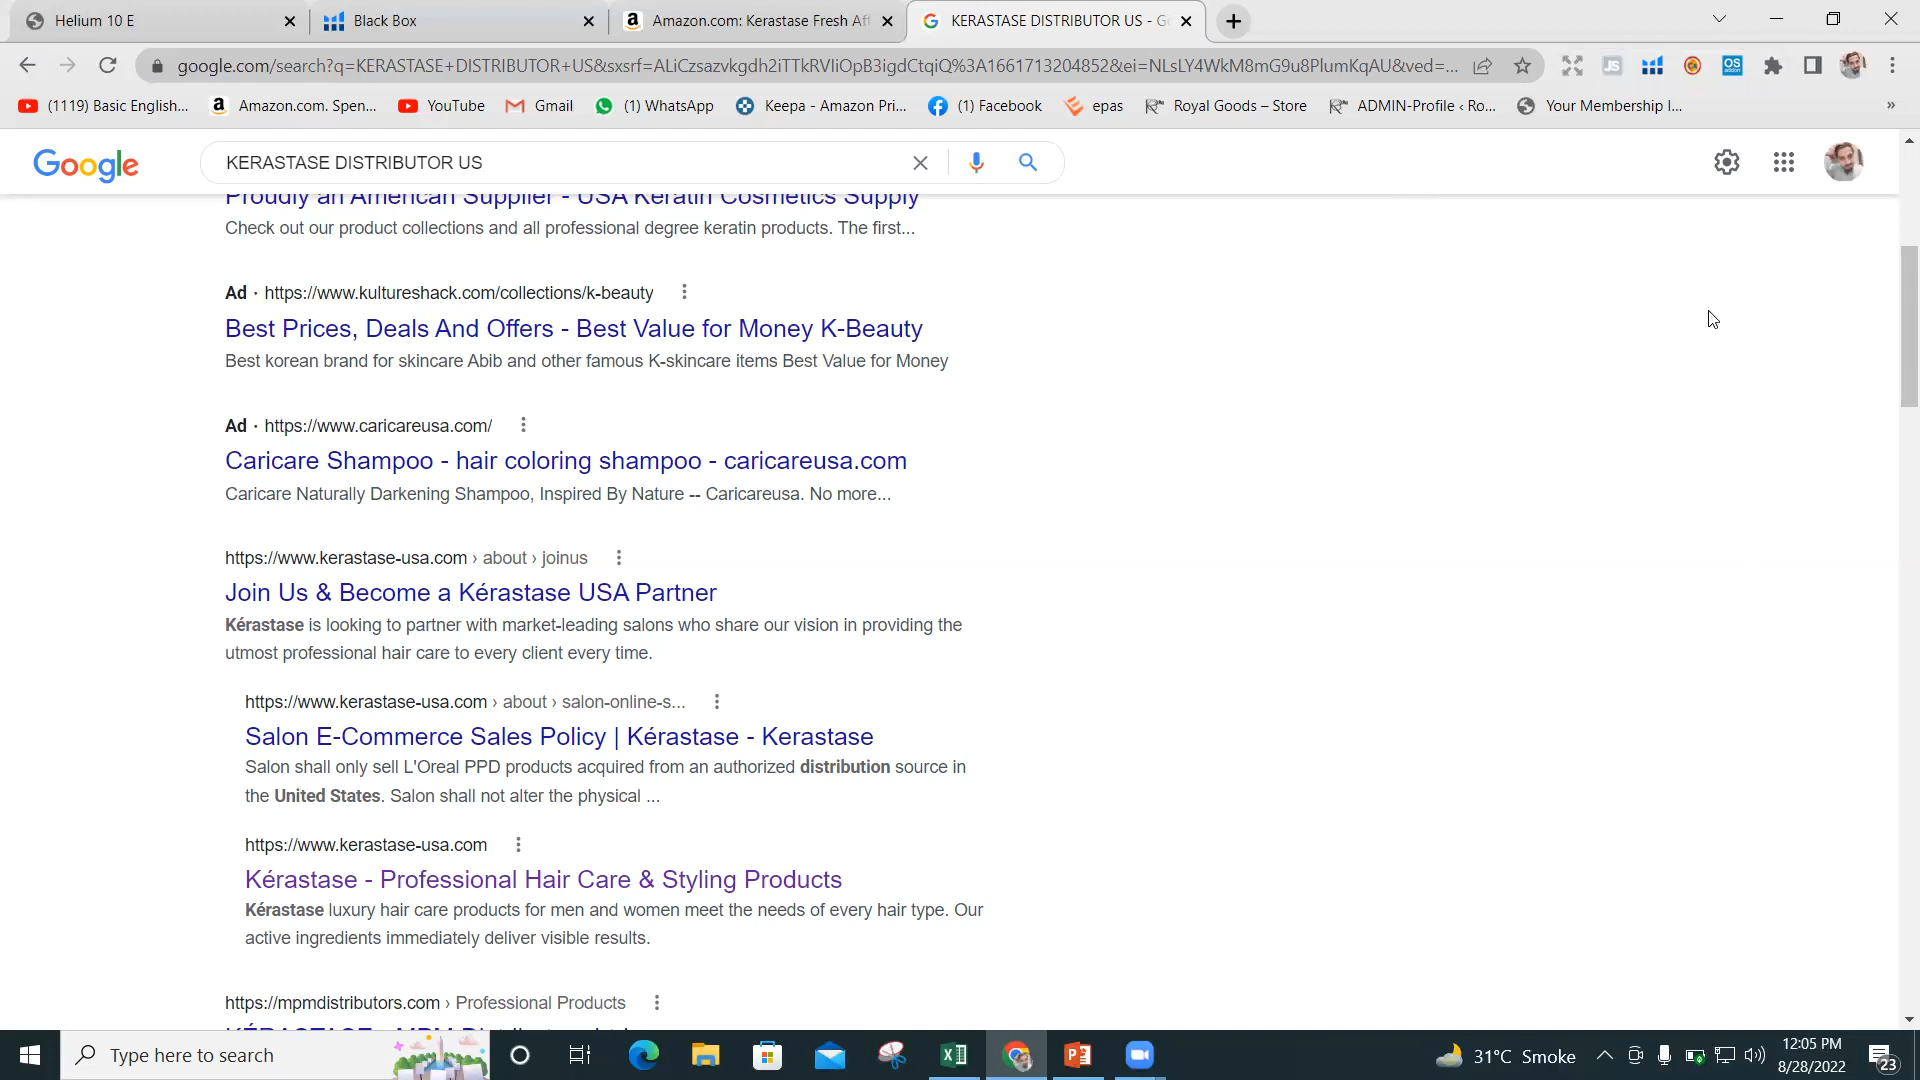 Helium 10 E
Black Box
Amazon.com: Kerastase Fresh Aff
KERASTASE DISTRIBUTOR US - Go
google.com/search?q=KERASTASE+DISTRIBUTOR+US&sxsrf=ALiCzsazvkgdh2iTTkRVIiOpB3igdCtqiQ%3A1661713204852&ei=NLsLY4WkM8mG9u8PlumKqAU&ved=...
(1119) Basic English...
Amazon.com. Spen...
YouTube
Gmail
(1) WhatsApp
Keepa - Amazon Pri...
(1) Facebook
epas
Royal Goods – Store
ADMIN-Profile ‹ Ro...
Your Membership I...
»
Google
KERASTASE DISTRIBUTOR US
Proudly an American Supplier - USA Keratin Cosmetics Supply
Check out our product collections and all professional degree keratin products. The first...
Ad · https://www.kultureshack.com/collections/k-beauty
Best Prices, Deals And Offers - Best Value for Money K-Beauty
Best korean brand for skincare Abib and other famous K-skincare items Best Value for Money
Ad · https://www.caricareusa.com/
Caricare Shampoo - hair coloring shampoo - caricareusa.com
Caricare Naturally Darkening Shampoo, Inspired By Nature -- Caricareusa. No more...
https://www.kerastase-usa.com › about › joinus
Join Us & Become a Kérastase USA Partner
Kérastase is looking to partner with market-leading salons who share our vision in providing the
utmost professional hair care to every client every time.
https://www.kerastase-usa.com › about › salon-online-s...
Salon E-Commerce Sales Policy | Kérastase - Kerastase
Salon shall only sell L'Oreal PPD products acquired from an authorized distribution source in
the United States. Salon shall not alter the physical ...
https://www.kerastase-usa.com
Kérastase - Professional Hair Care & Styling Products
Kérastase luxury hair care products for men and women meet the needs of every hair type. Our
active ingredients immediately deliver visible results.
https://mpmdistributors.com › Professional Products
KÉRASTASE - MPM
Type here to search
31°C Smoke
12:05 PM
8/28/2022
23